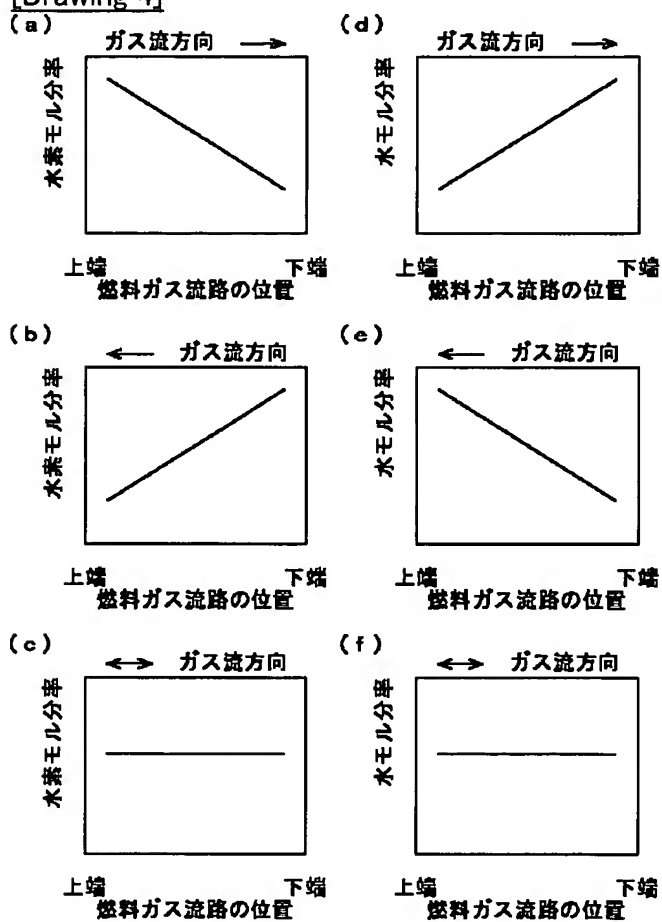 [Drawing 4]
(a)
ガス流方向 →
水素モル分率
上端 下端
燃料ガス流路の位置
(d)
ガス流方向 →
水モル分率
上端 下端
燃料ガス流路の位置
(b)
← ガス流方向
水素モル分率
上端 下端
燃料ガス流路の位置
(e)
← ガス流方向
水モル分率
上端 下端
燃料ガス流路の位置
(c)
↔ ガス流方向
水素モル分率
上端 下端
燃料ガス流路の位置
(f)
↔ ガス流方向
水モル分率
上端 下端
燃料ガス流路の位置